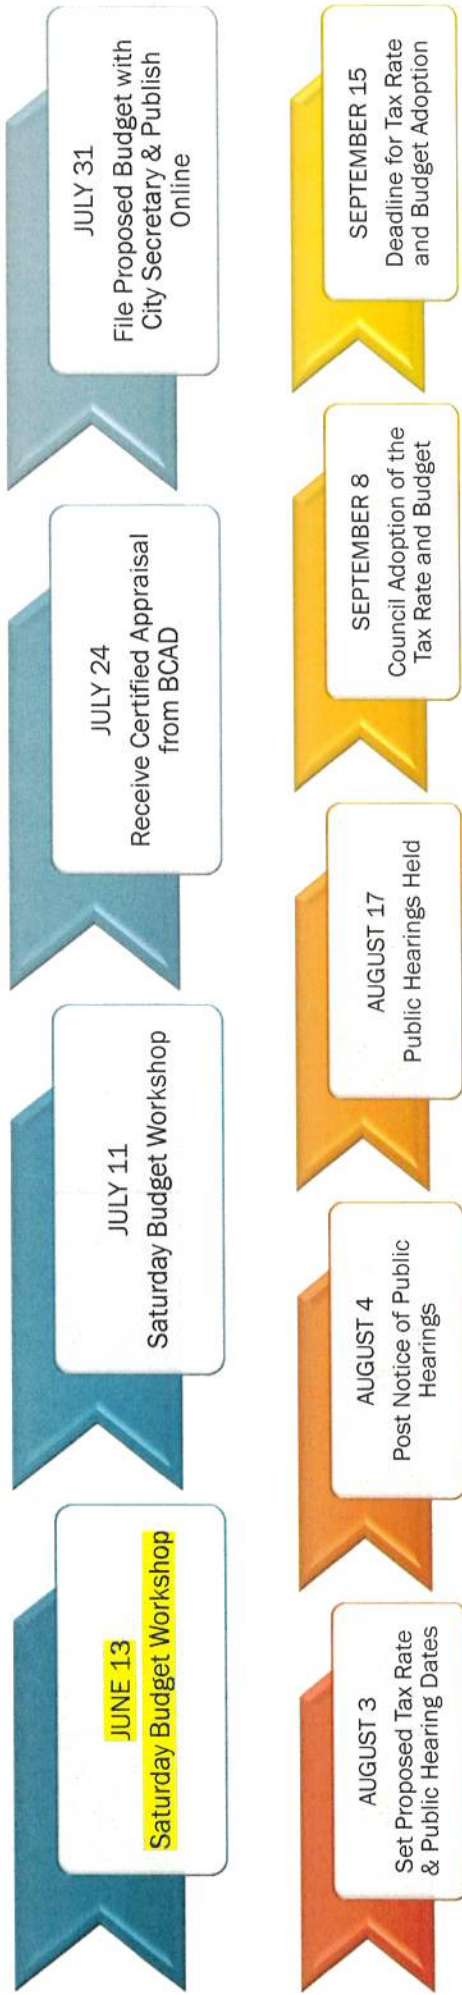 JUNE 13
Saturday Budget Workshop
JULY 11
Saturday Budget Workshop
JULY 24
Receive Certified Appraisal
from BCAD
JULY 31
File Proposed Budget with
City Secretary & Publish
Online
AUGUST 3
Set Proposed Tax Rate
& Public Hearing Dates
AUGUST 4
Post Notice of Public
Hearings
AUGUST 17
Public Hearings Held
SEPTEMBER 8
Council Adoption of the
Tax Rate and Budget
SEPTEMBER 15
Deadline for Tax Rate
and Budget Adoption